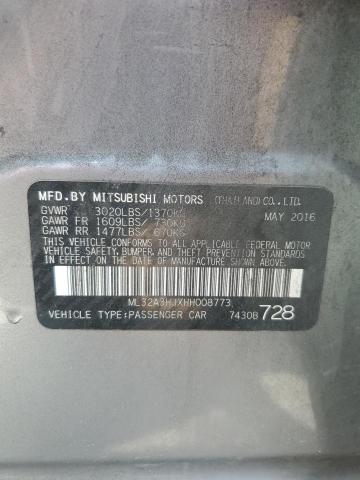 MFD.BY MITSUBISHI MOTORS (THAILAND) CO.,LTD.
GVWR 3020LBS/1370KG MAY 2016
GAWR FR 1609LBS/ 730KG
GAWR RR 1477LBS/ 670KG
THIS VEHICLE CONFORMS TO ALL APPLICABLE FEDERAL MOTOR
VEHICLE SAFETY, BUMPER, AND THEFT PREVENTION STANDARDS
IN EFFECT ON THE DATE OF MANUFACTURE SHOWN ABOVE.
ML32A3HJXHH008773
VEHICLE TYPE:PASSENGER CAR 7430B 728